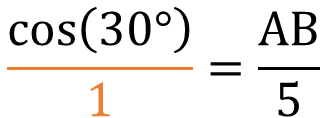 cos(30°)/1 = AB/5